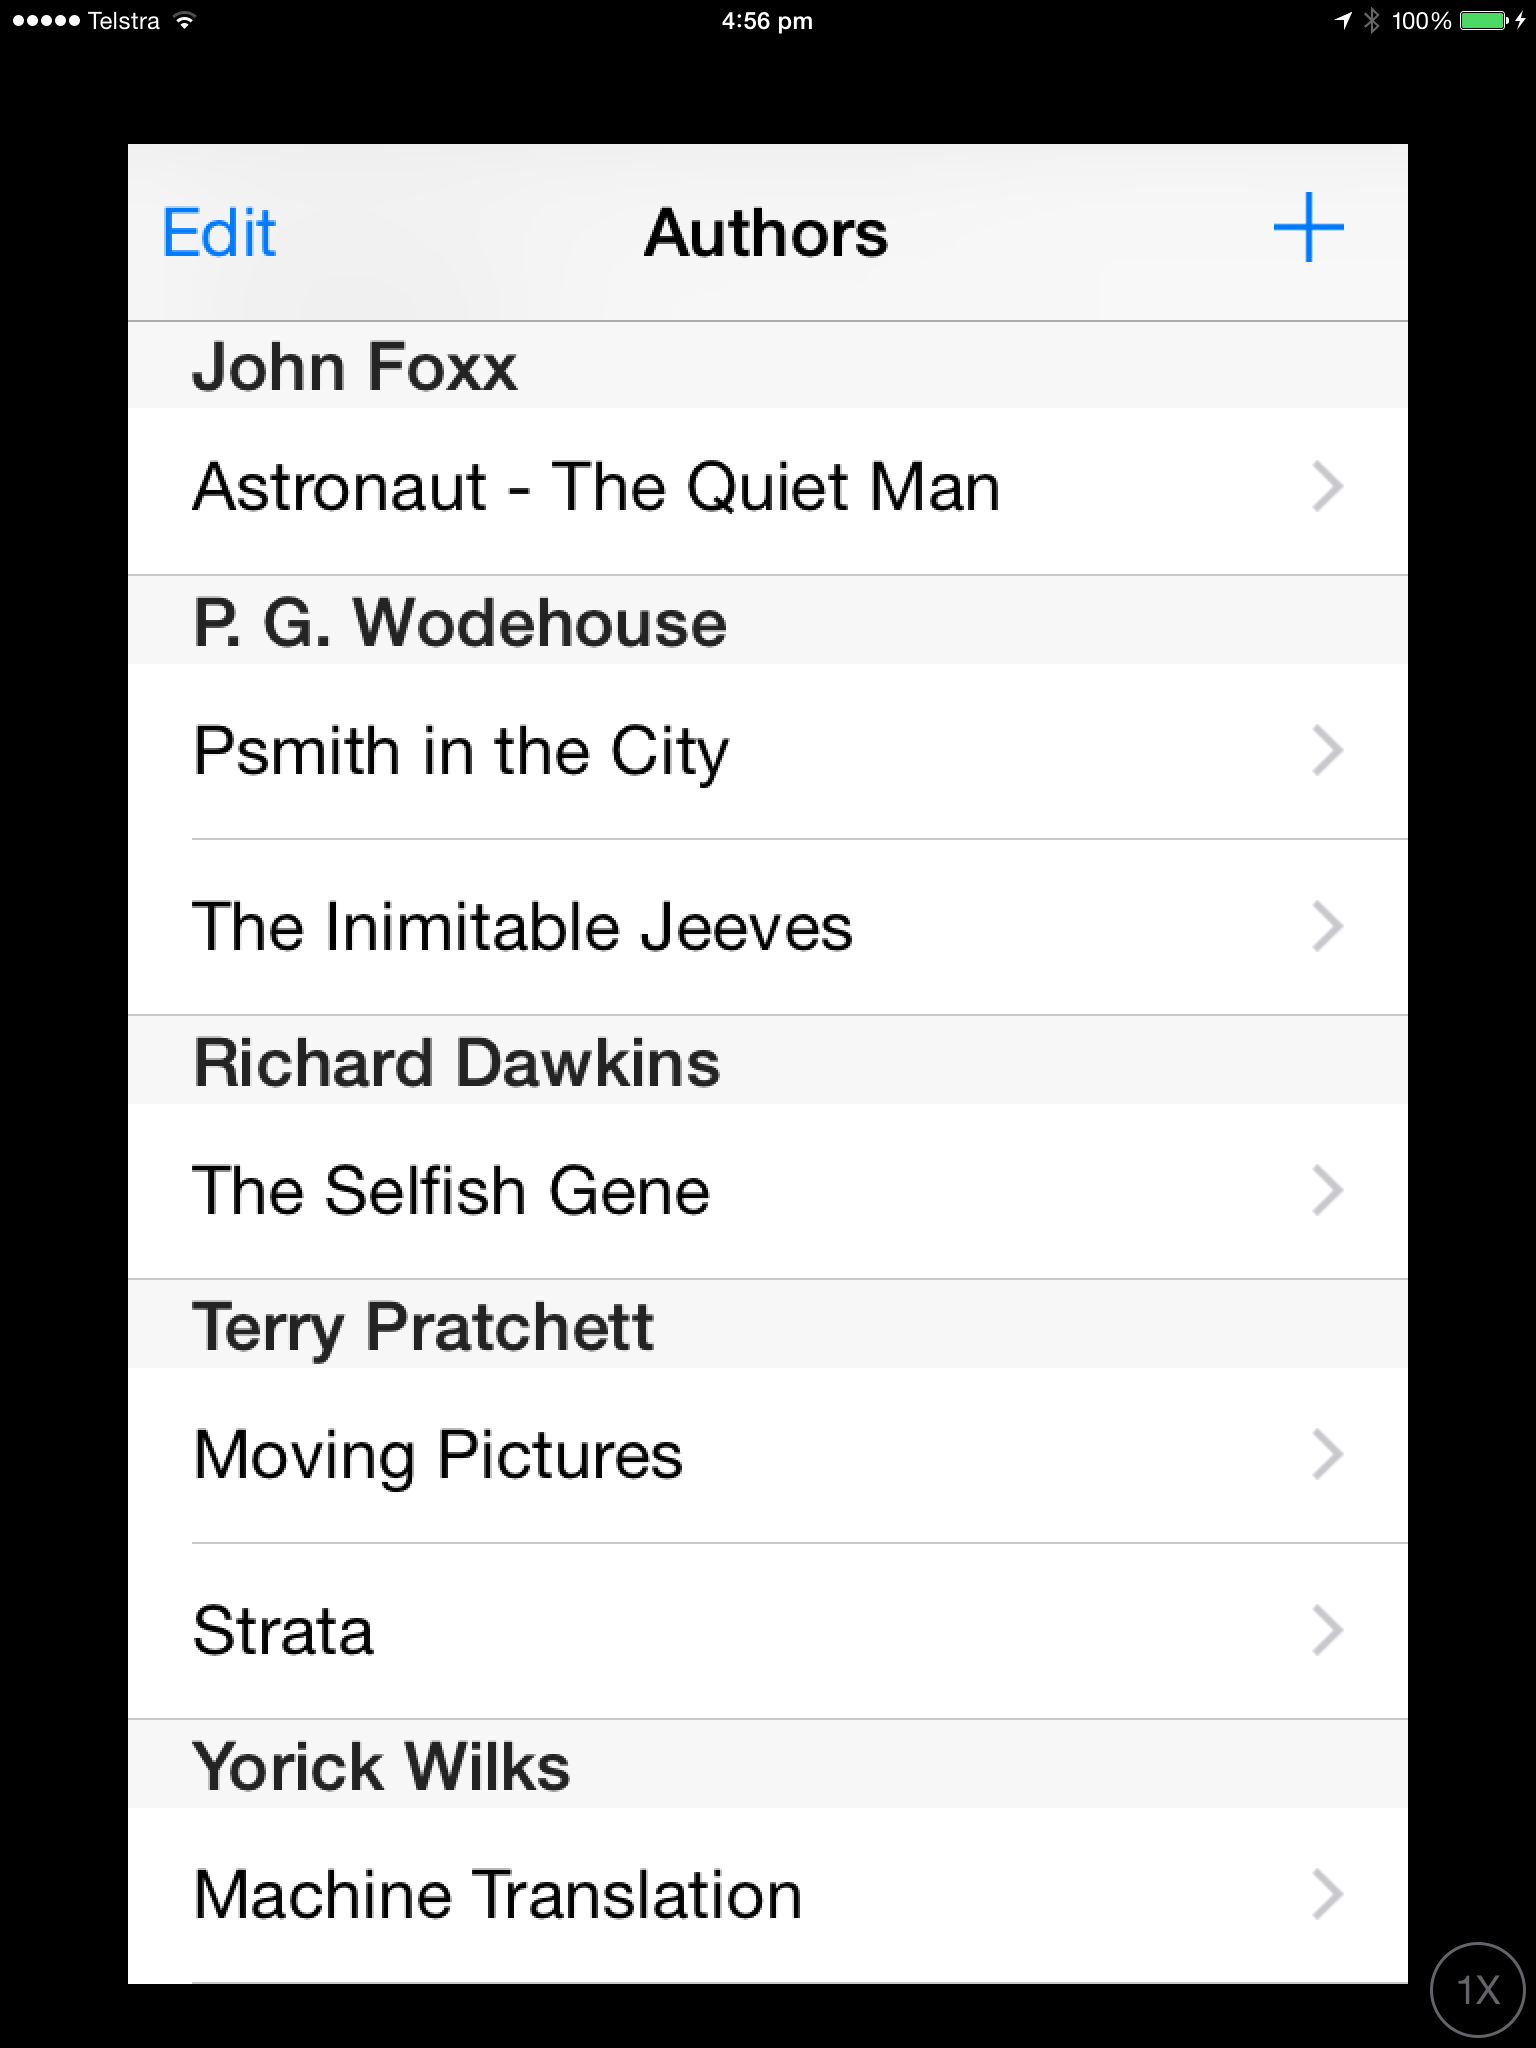 Telstra 4:56 pm 100%
Edit Authors +
John Foxx
Astronaut - The Quiet Man
P. G. Wodehouse
Psmith in the City
The Inimitable Jeeves
Richard Dawkins
The Selfish Gene
Terry Pratchett
Moving Pictures
Strata
Yorick Wilks
Machine Translation
1X